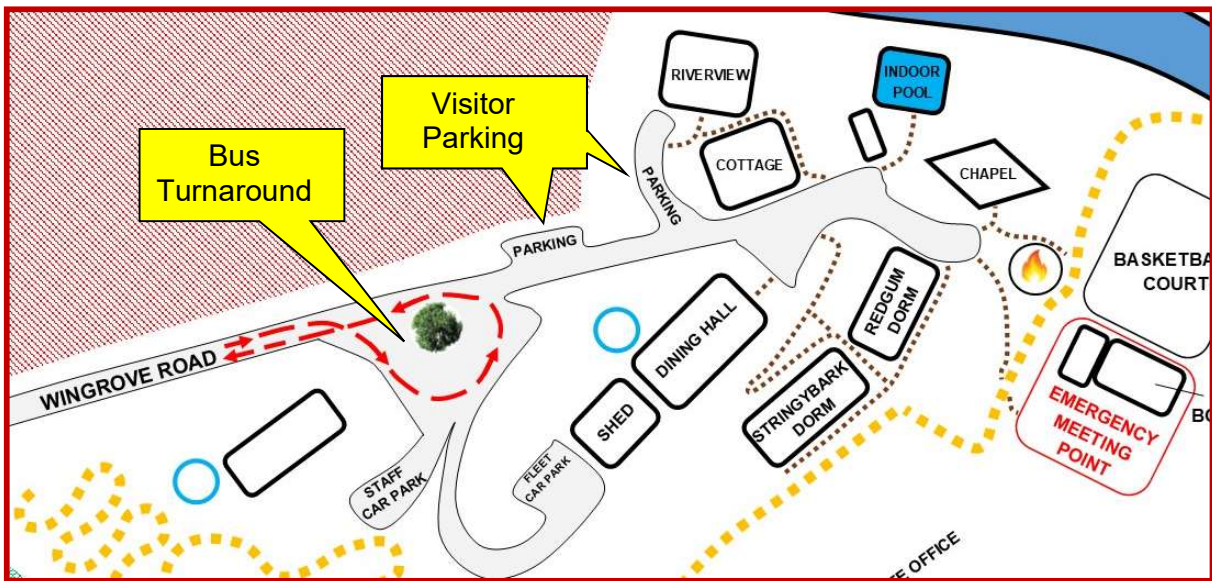 RIVERVIEW
INDOOR
POOL
Visitor
Parking
Bus
Turnaround
COTTAGE
PARKING
CHAPEL
PARKING
BASKETBA
COURT
REDGUM
DORM
DINING HALL
WINGROVE ROAD
STRINGYBARK
DORM
SHED
EMERGENCY
MEETING
POINT
BO
FLEET
CAR PARK
STAFF
CAR PARK
E OFFICE